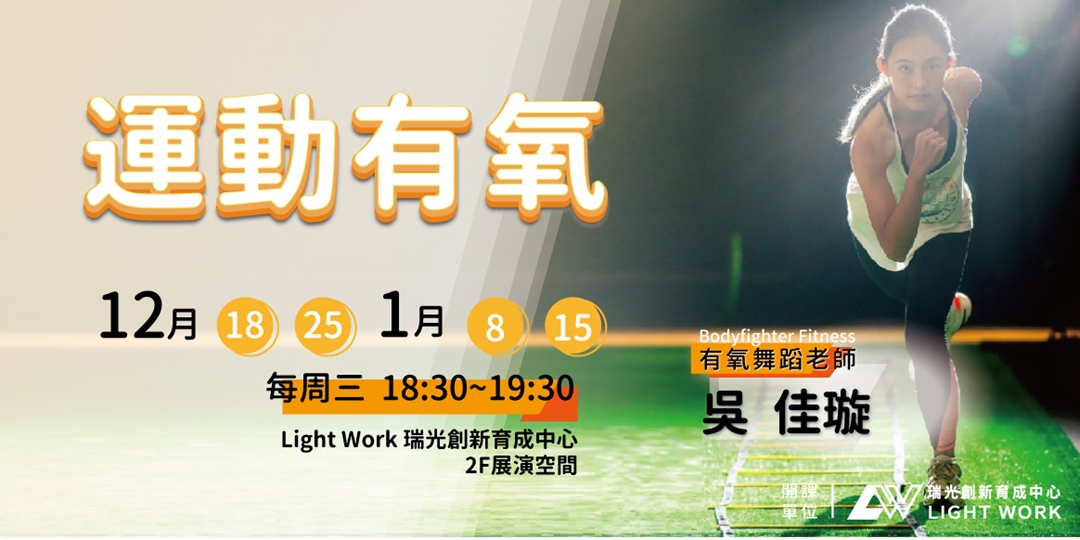 運動有氧
12月 18 25 1月 8 15
每周三 18:30~19:30
Light Work 瑞光創新育成中心
2F展演空間
Bodyfighter Fitness
有氧舞蹈老師
吳 佳璇
開課
單位
瑞光創新育成中心
LIGHT WORK